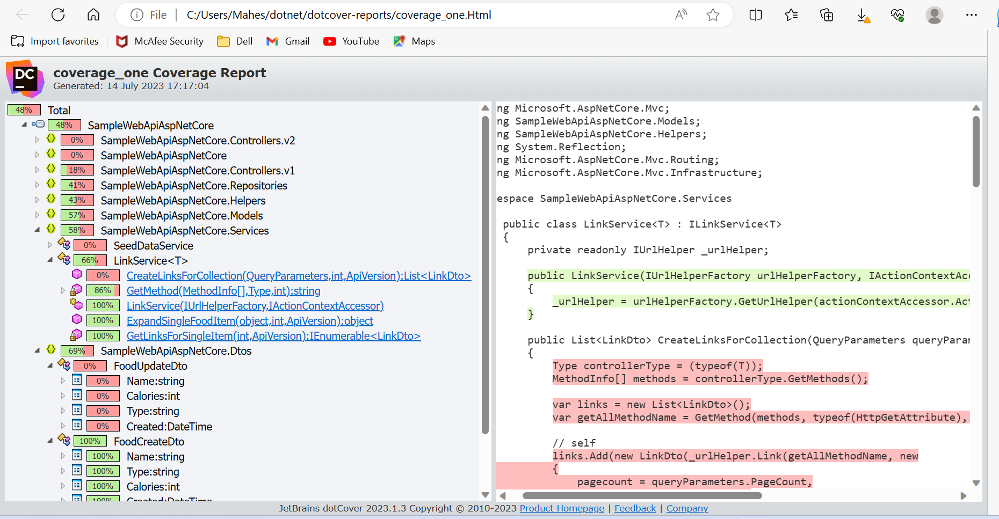 File | C:/Users/Mahes/dotnet/dotcover-reports/coverage_one.Html
Import favorites McAfee Security Dell Gmail YouTube Maps
DC
coverage_one Coverage Report
Generated: 14 July 2023 17:17:04
48% Total
48% SampleWebApiAspNetCore
0% SampleWebApiAspNetCore.Controllers.v2
0% SampleWebApiAspNetCore
18% SampleWebApiAspNetCore.Controllers.v1
41% SampleWebApiAspNetCore.Repositories
43% SampleWebApiAspNetCore.Helpers
57% SampleWebApiAspNetCore.Models
58% SampleWebApiAspNetCore.Services
0% SeedDataService
66% LinkService<T>
0% CreateLinksForCollection(QueryParameters,int,ApiVersion):List<LinkDto>
86% GetMethod(MethodInfo[],Type,int):string
100% LinkService(IUrlHelperFactory,IActionContextAccessor)
100% ExpandSingleFoodItem(object,int,ApiVersion):object
100% GetLinksForSingleItem(int,ApiVersion):IEnumerable<LinkDto>
69% SampleWebApiAspNetCore.Dtos
0% FoodUpdateDto
0% Name:string
0% Calories:int
0% Type:string
0% Created:DateTime
100% FoodCreateDto
100% Name:string
100% Type:string
100% Calories:int
100% Created:DateTime
ng Microsoft.AspNetCore.Mvc;
ng SampleWebApiAspNetCore.Models;
ng SampleWebApiAspNetCore.Helpers;
ng System.Reflection;
ng Microsoft.AspNetCore.Mvc.Routing;
ng Microsoft.AspNetCore.Mvc.Infrastructure;
espace SampleWebApiAspNetCore.Services
public class LinkService<T> : ILinkService<T>
{
private readonly IUrlHelper _urlHelper;
public LinkService(IUrlHelperFactory urlHelperFactory, IActionContextAcc
{
_urlHelper = urlHelperFactory.GetUrlHelper(actionContextAccessor.Act
}
public List<LinkDto> CreateLinksForCollection(QueryParameters queryParam
{
Type controllerType = (typeof(T));
MethodInfo[] methods = controllerType.GetMethods();
var links = new List<LinkDto>();
var getAllMethodName = GetMethod(methods, typeof(HttpGetAttribute),
// self
links.Add(new LinkDto(_urlHelper.Link(getAllMethodName, new
{
pagecount = queryParameters.PageCount,
JetBrains dotCover 2023.1.3 Copyright © 2010-2023 Product Homepage | Feedback | Company